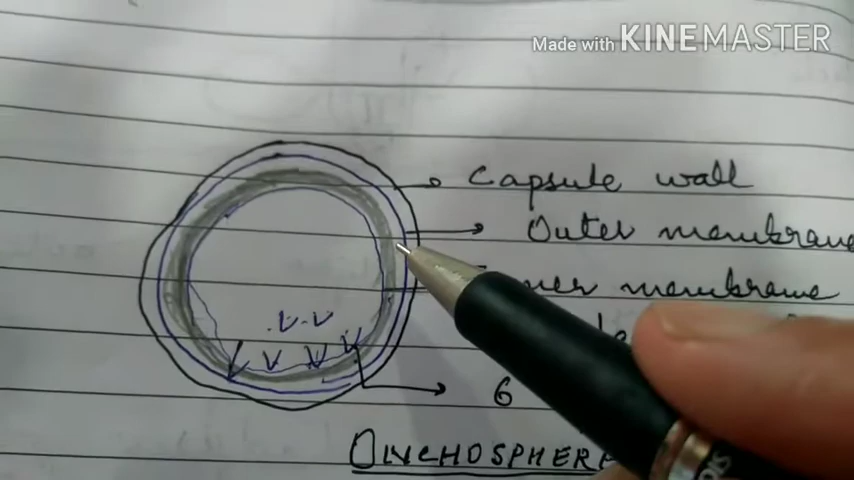 Made with KINEMASTER
Capsule wall
Outer membrane
membrane
6
ONCHOSPHERE